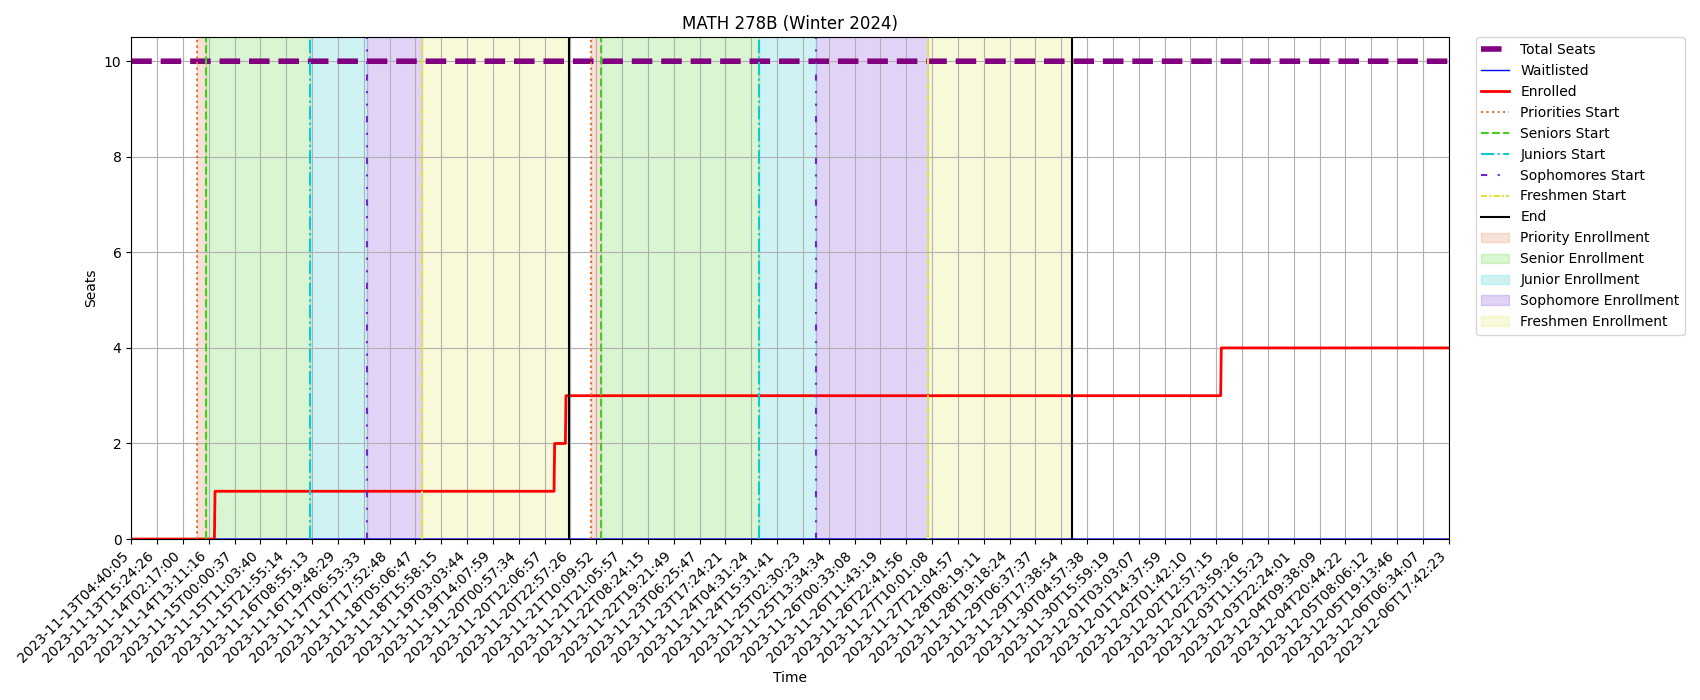 MATH 278B (Winter 2024)
Seats
10
8
6
4
2
0
2023-11-13T04:40:05
2023-11-13T15:24:26
2023-11-14T02:17:00
2023-11-14T13:11:16
2023-11-15T00:00:37
2023-11-15T11:03:40
2023-11-15T21:55:14
2023-11-16T08:55:13
2023-11-16T19:48:29
2023-11-17T06:53:33
2023-11-17T17:52:48
2023-11-18T05:06:47
2023-11-18T15:58:15
2023-11-19T03:03:44
2023-11-19T14:07:59
2023-11-20T00:57:34
2023-11-20T12:06:57
2023-11-20T22:57:26
2023-11-21T10:09:52
2023-11-21T21:05:57
2023-11-22T08:24:15
2023-11-22T19:21:49
2023-11-23T06:25:47
2023-11-23T17:24:21
2023-11-24T04:31:24
2023-11-24T15:31:41
2023-11-25T02:30:23
2023-11-25T13:34:34
2023-11-26T00:33:08
2023-11-26T11:43:19
2023-11-26T22:41:56
2023-11-27T10:01:08
2023-11-27T21:04:57
2023-11-28T08:19:11
2023-11-28T19:18:24
2023-11-29T06:37:37
2023-11-29T17:38:54
2023-11-30T04:57:38
2023-11-30T15:59:19
2023-12-01T03:03:07
2023-12-01T14:37:59
2023-12-02T01:42:10
2023-12-02T12:57:15
2023-12-02T23:59:26
2023-12-03T11:15:23
2023-12-03T22:24:01
2023-12-04T09:38:09
2023-12-04T20:44:22
2023-12-05T08:06:12
2023-12-05T19:13:46
2023-12-06T06:34:07
2023-12-06T17:42:23
Time
Total Seats
Waitlisted
Enrolled
Priorities Start
Seniors Start
Juniors Start
Sophomores Start
Freshmen Start
End
Priority Enrollment
Senior Enrollment
Junior Enrollment
Sophomore Enrollment
Freshmen Enrollment